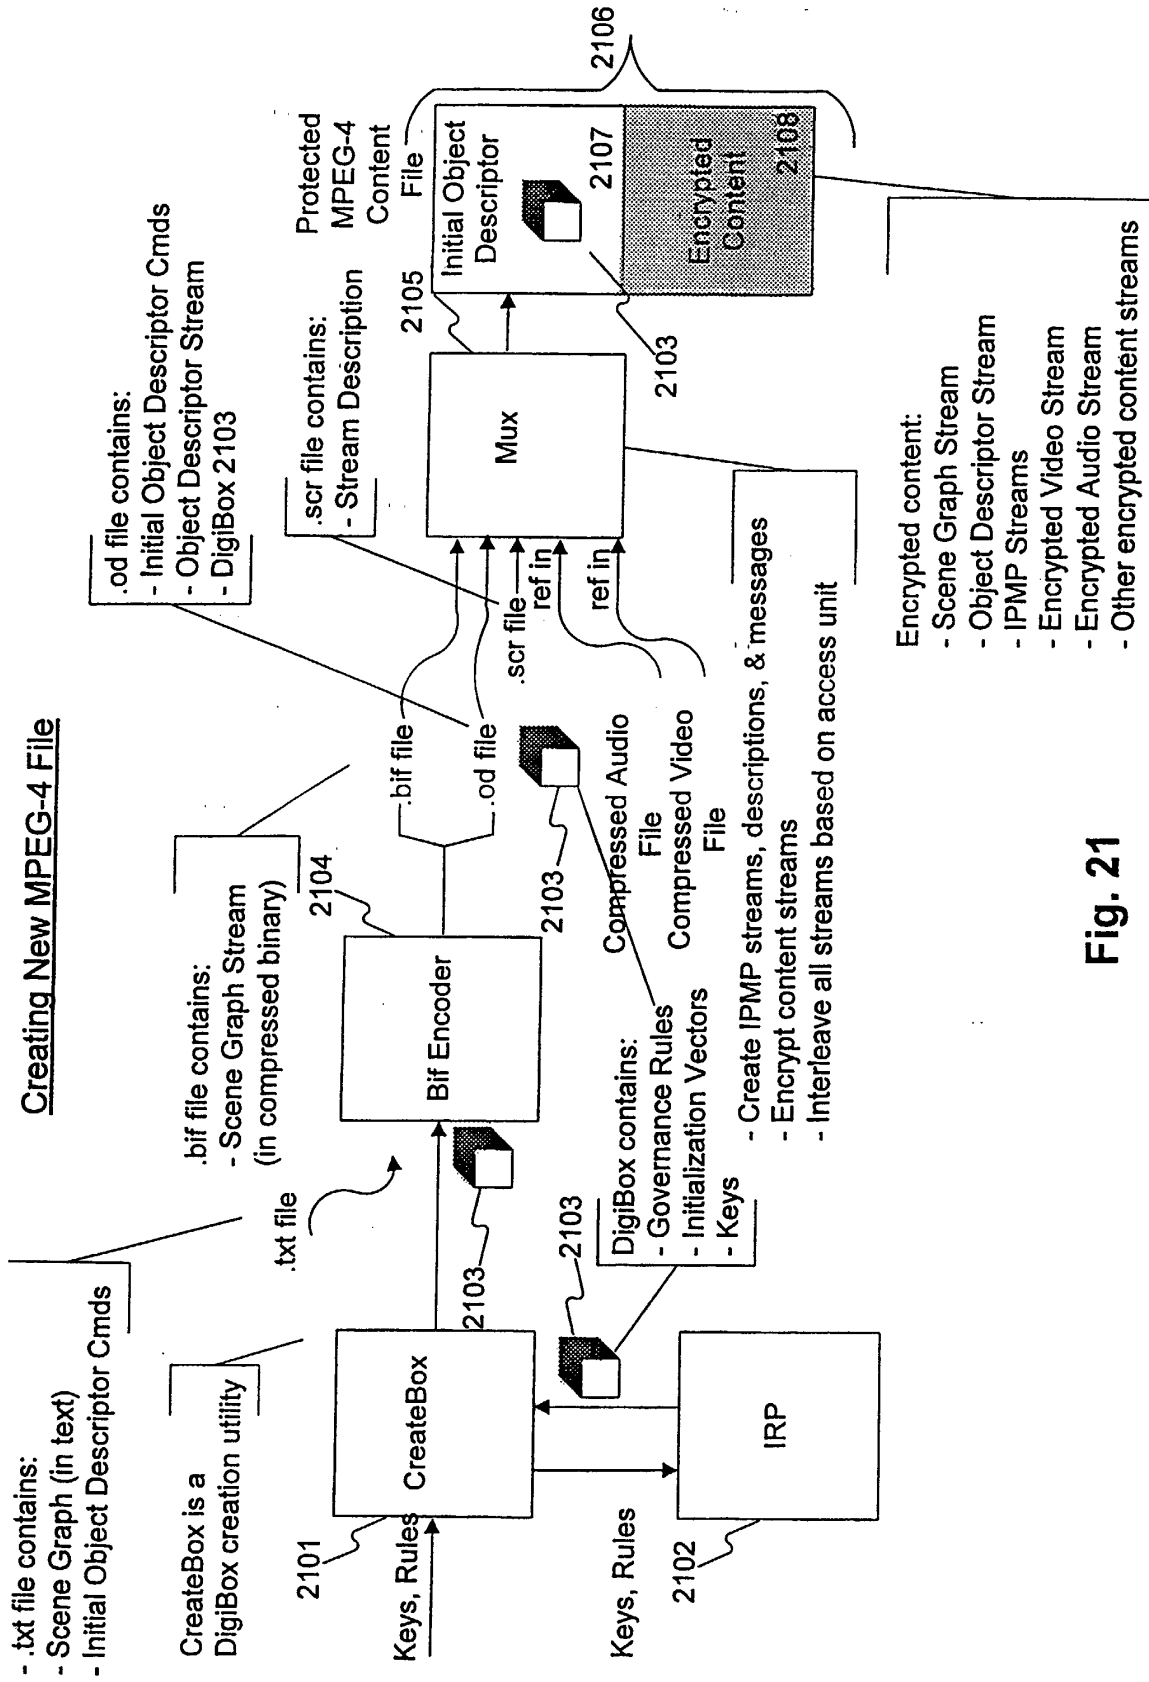 Creating New MPEG-4 File
- .txt file contains:
- Scene Graph (in text)
- Initial Object Descriptor Cmds
CreateBox is a
DigiBox creation utility
.bif file contains:
- Scene Graph Stream
(in compressed binary)
.od file contains:
- Initial Object Descriptor Cmds
- Object Descriptor Stream
- DigiBox 2103
.scr file contains:
- Stream Description
Protected
MPEG-4
Content
File
2106
2101
Keys, Rules
CreateBox
.txt file
2103
Bif Encoder
2104
.bif file
.od file
2103
.scr file
ref in
ref in
Compressed Audio
File
Compressed Video
File
Mux
2105
Initial Object
Descriptor
2107
2103
Encrypted
Content
2108
Keys, Rules
2102
IRP
2103
DigiBox contains:
- Governance Rules
- Initialization Vectors
- Keys
- Create IPMP streams, descriptions, & messages
- Encrypt content streams
- Interleave all streams based on access unit
Encrypted content:
- Scene Graph Stream
- Object Descriptor Stream
- IPMP Streams
- Encrypted Video Stream
- Encrypted Audio Stream
- Other encrypted content streams
Fig. 21